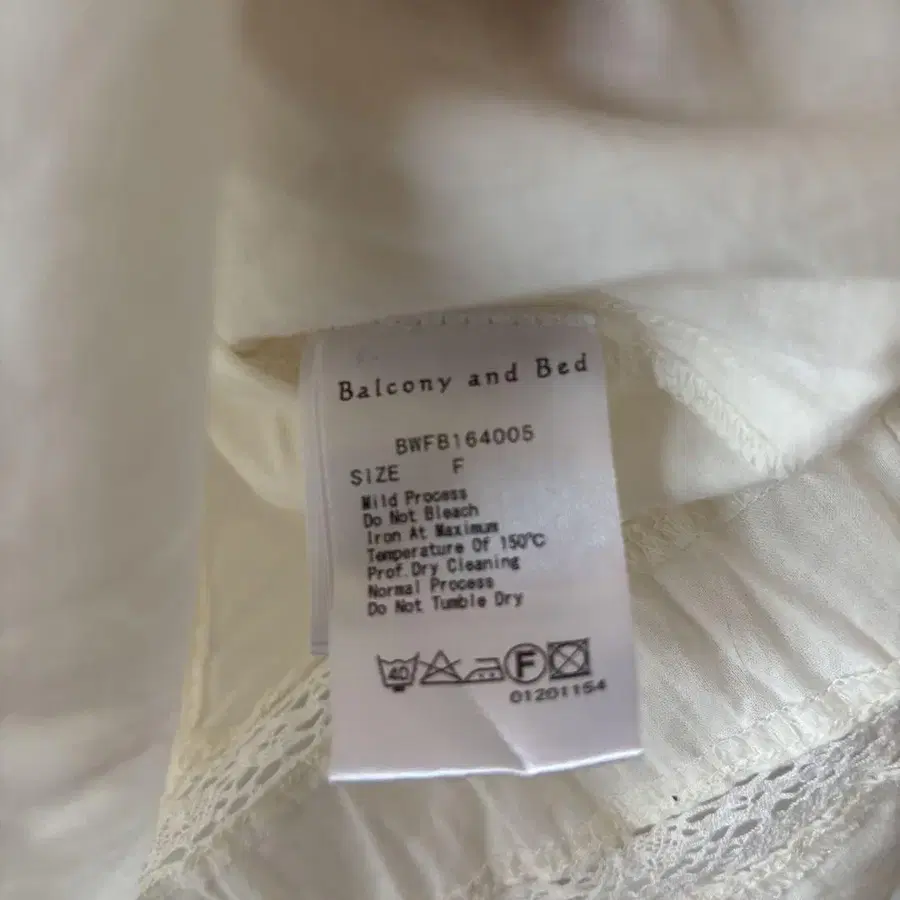 Balcony and Bed
BWFB164005
SIZE F
Mild Process
Do Not Bleach
Iron At Maximum
Temperature Of 150℃
Prof.Dry Cleaning
Normal Process
Do Not Tumble Dry
40 F
01201154